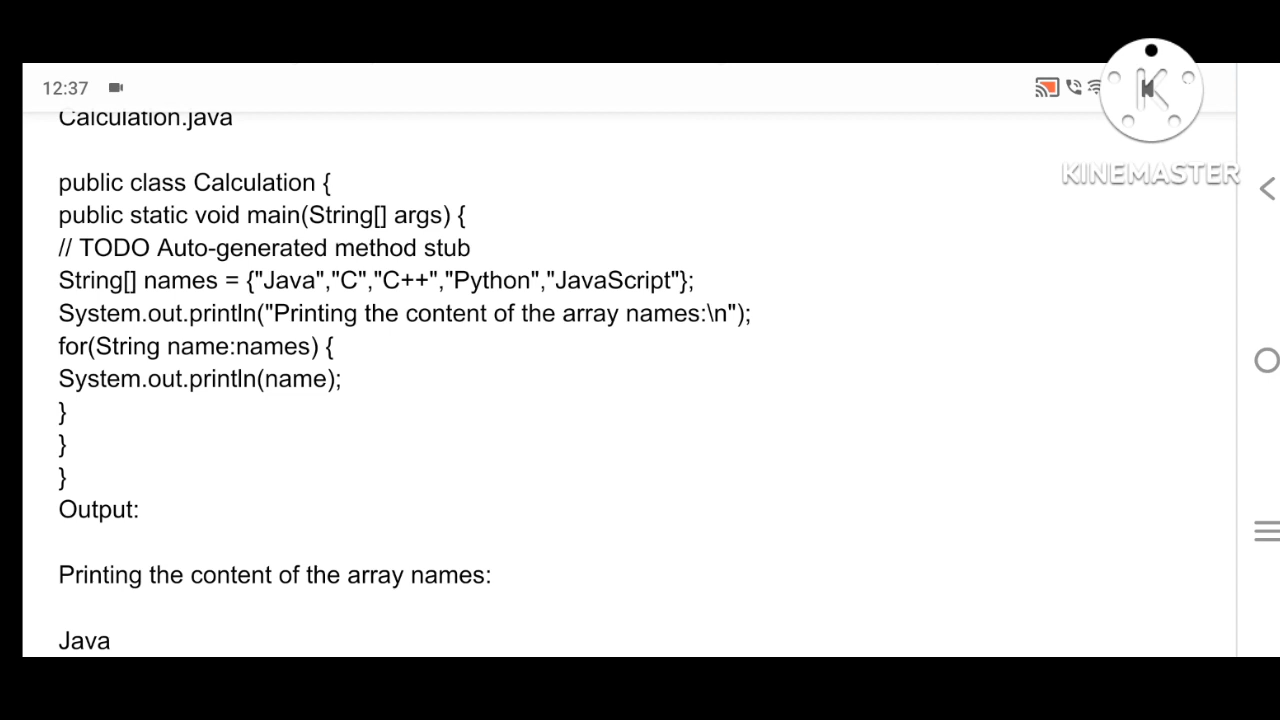 12:37
KINEMASTER
Calculation.java
public class Calculation {
public static void main(String[] args) {
// TODO Auto-generated method stub
String[] names = {"Java","C","C++","Python","JavaScript"};
System.out.println("Printing the content of the array names:\n");
for(String name:names) {
System.out.println(name);
}
}
}
Output:
Printing the content of the array names:
Java